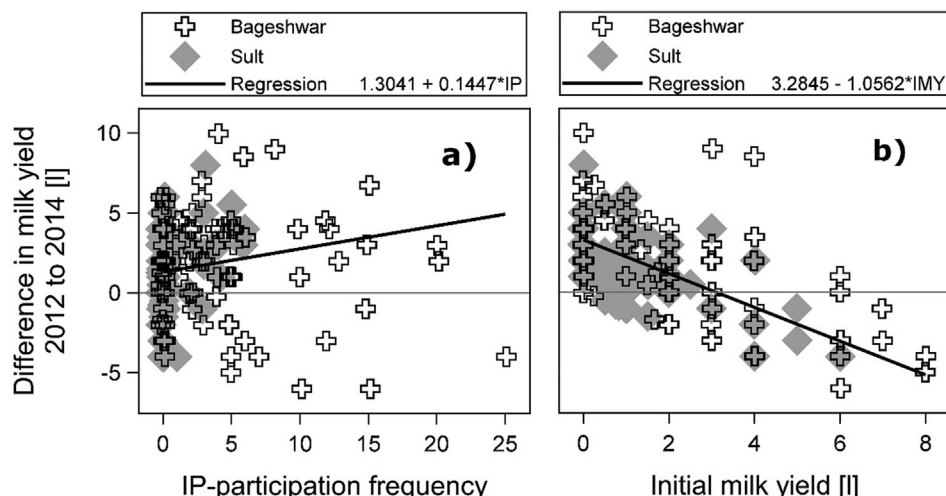 Bageshwar
Sult
Regression 1.3041 + 0.1447*IP
Bageshwar
Sult
Regression 3.2845 - 1.0562*IMY
Difference in milk yield
2012 to 2014 [l]
10
5
0
-5
a)
b)
0 5 10 15 20 25
0 2 4 6 8
IP-participation frequency
Initial milk yield [l]